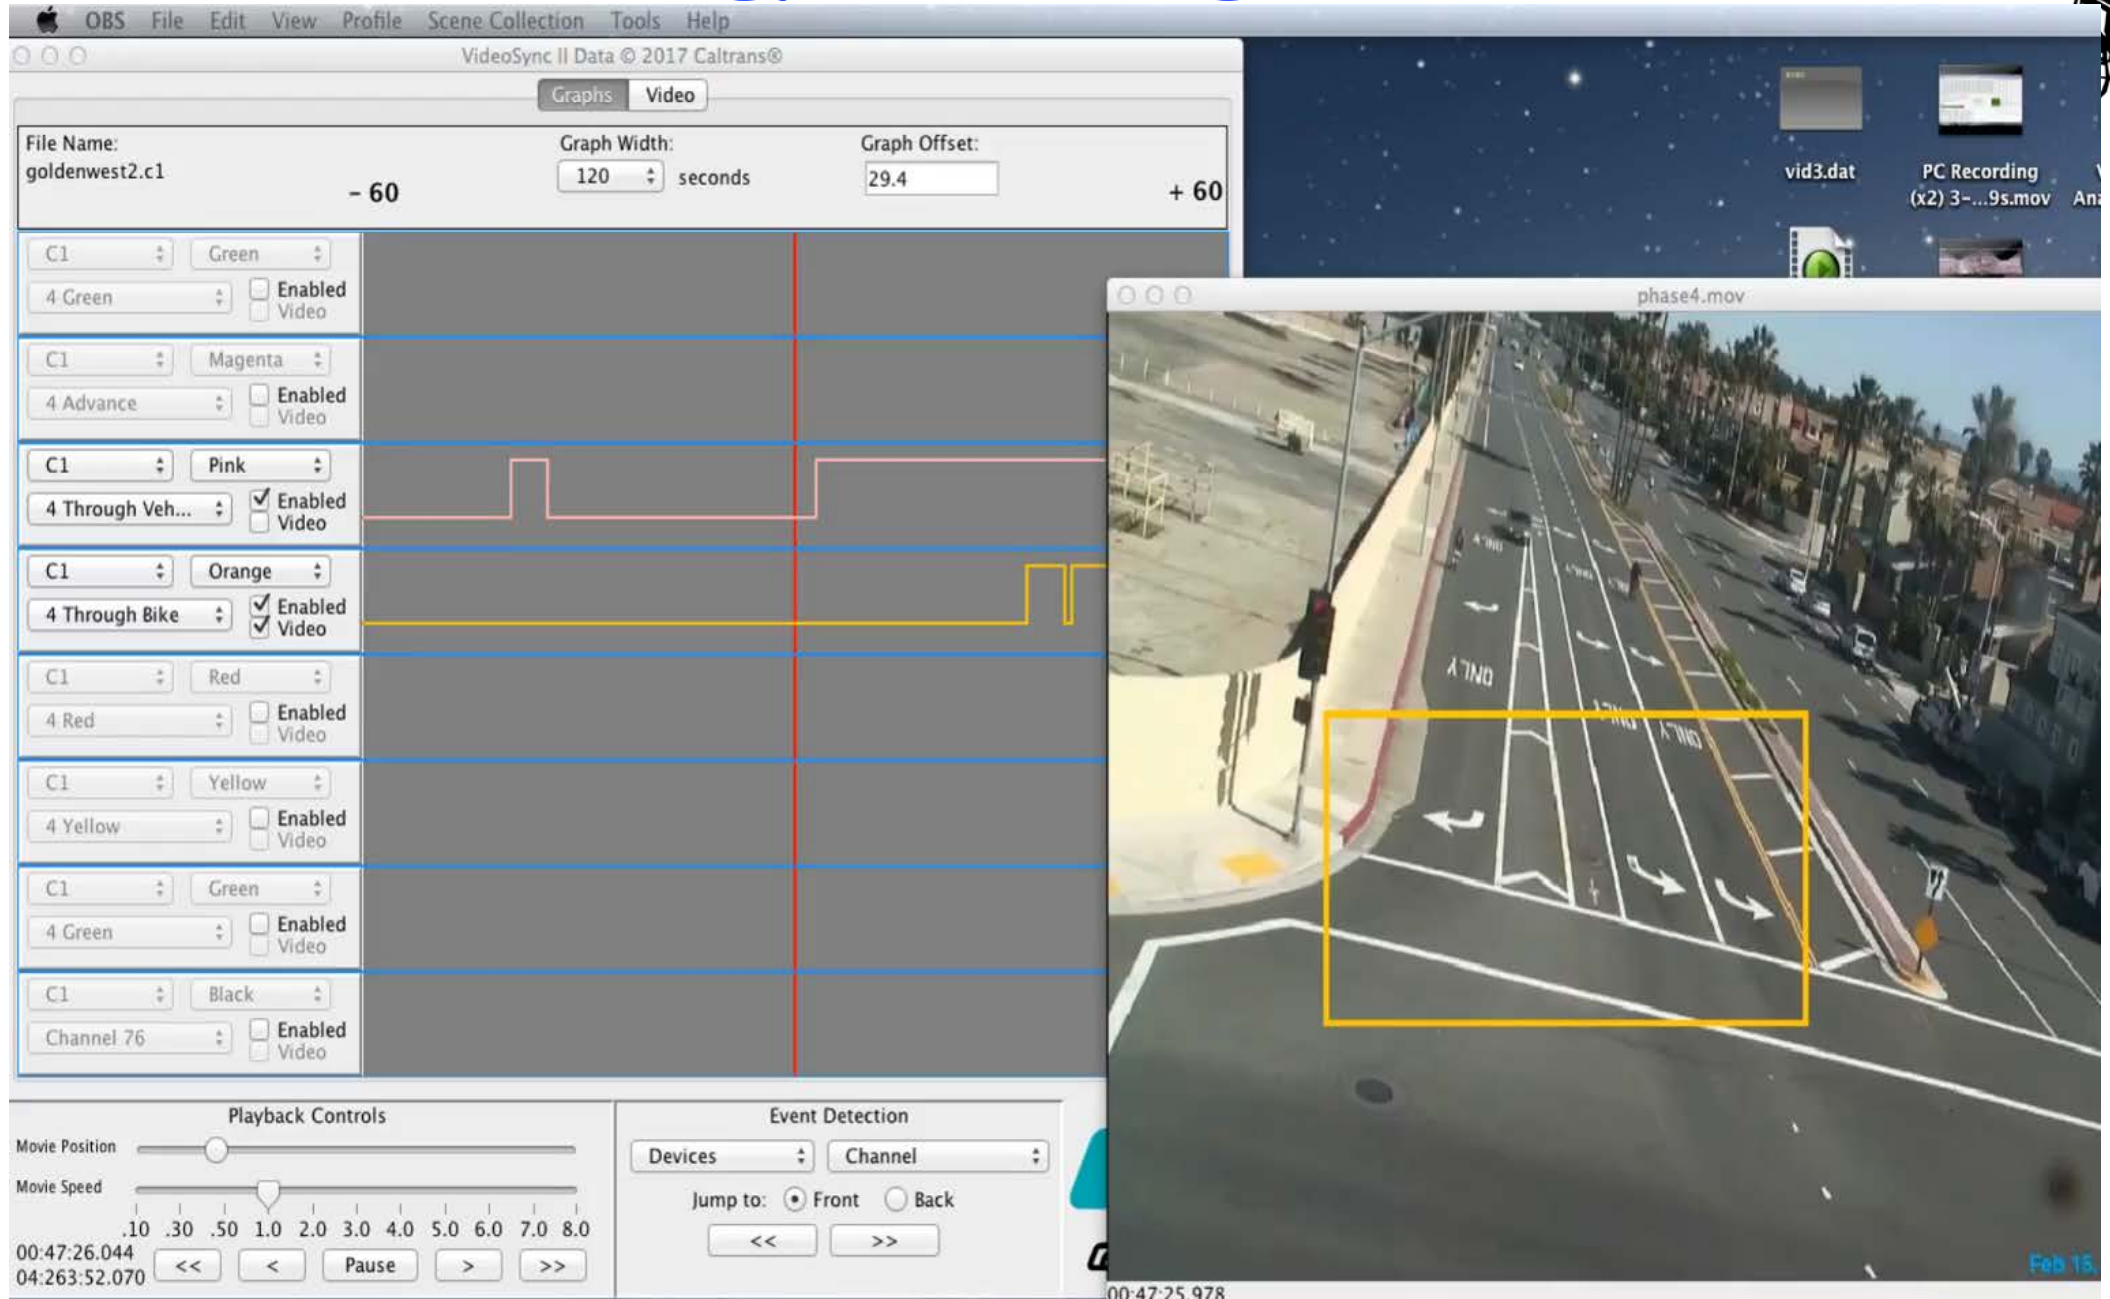 OBS File Edit View Profile Scene Collection Tools Help
VideoSync II Data © 2017 Caltrans®
Graphs Video
File Name:
goldenwest2.c1
Graph Width:
120 seconds
Graph Offset:
29.4
- 60
+ 60
C1 Green
4 Green Enabled
Video
C1 Magenta
4 Advance Enabled
Video
C1 Pink
4 Through Veh... Enabled
Video
C1 Orange
4 Through Bike Enabled
Video
C1 Red
4 Red Enabled
Video
C1 Yellow
4 Yellow Enabled
Video
C1 Green
4 Green Enabled
Video
C1 Black
Channel 76 Enabled
Video
Playback Controls
Movie Position
Movie Speed
.10 .30 .50 1.0 2.0 3.0 4.0 5.0 6.0 7.0 8.0
00:47:26.044
04:263:52.070
<< < Pause > >>
Event Detection
Devices Channel
Jump to: Front Back
<< >>
vid3.dat
PC Recording
(x2) 3-...9s.mov
phase4.mov
ONLY
ONLY
ONLY
ONLY
ONLY
ONLY
Feb 15,
00:47:25.978